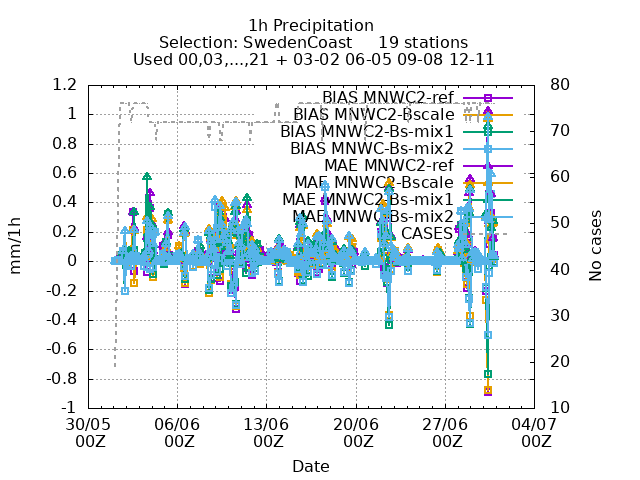 1h Precipitation
Selection: SwedenCoast 19 stations
Used 00,03,...,21 + 03-02 06-05 09-08 12-11
1.2
1
0.8
0.6
0.4
0.2
0
-0.2
-0.4
-0.6
-0.8
-1
mm/1h
80
70
60
50
40
30
20
10
No cases
BIAS MNWC2-ref
BIAS MNWC2-Bscale
BIAS MNWC2-Bs-mix1
BIAS MNWC-Bs-mix2
MAE MNWC2-ref
MAE MNWC2-Bscale
MAE MNWC2-Bs-mix1
MAE MNWC-Bs-mix2
CASES
30/05 06/06 13/06 20/06 27/06 04/07
00Z 00Z 00Z 00Z 00Z 00Z
Date